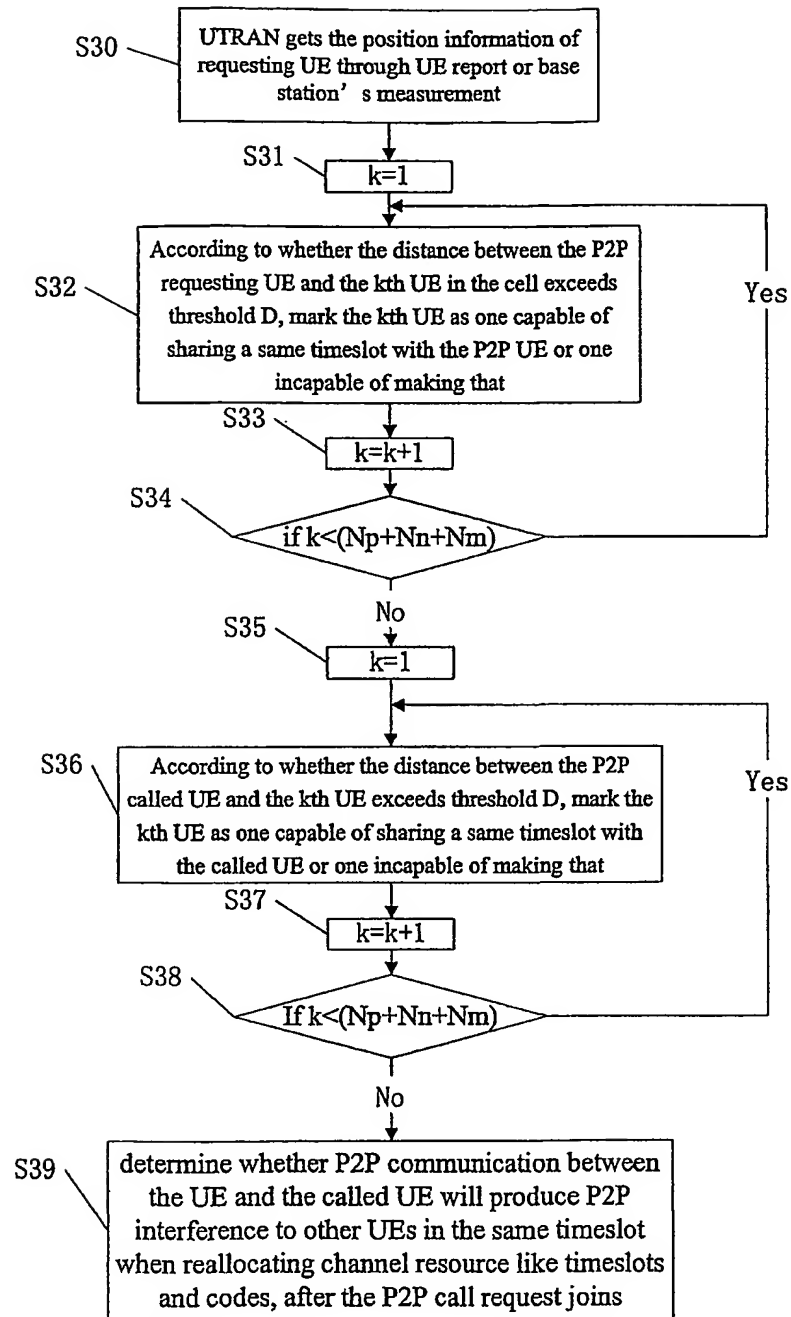 S30
UTRAN gets the position information of
requesting UE through UE report or base
station's measurement
S31
k=1
S32
According to whether the distance between the P2P
requesting UE and the kth UE in the cell exceeds
threshold D, mark the kth UE as one capable of
sharing a same timeslot with the P2P UE or one
incapable of making that
Yes
S33
k=k+1
S34
if k<(Np+Nn+Nm)
No
S35
k=1
S36
According to whether the distance between the P2P
called UE and the kth UE exceeds threshold D, mark the
kth UE as one capable of sharing a same timeslot with
the called UE or one incapable of making that
Yes
S37
k=k+1
S38
If k<(Np+Nn+Nm)
No
S39
determine whether P2P communication between
the UE and the called UE will produce P2P
interference to other UEs in the same timeslot
when reallocating channel resource like timeslots
and codes, after the P2P call request joins